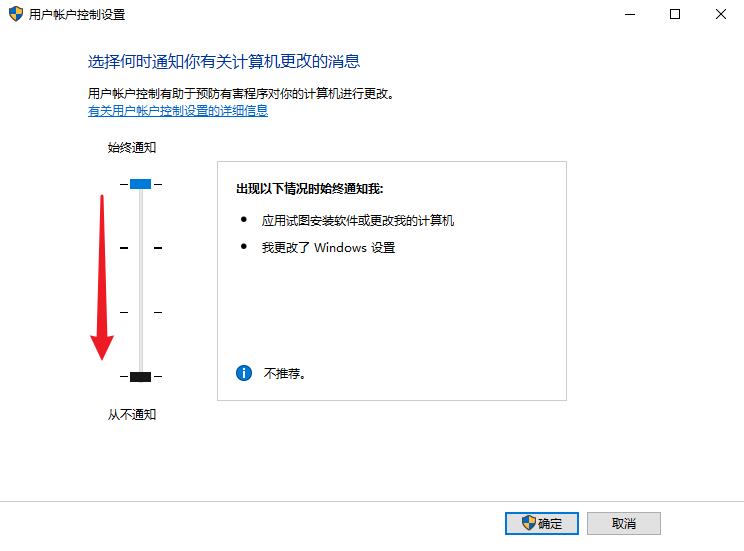 用户帐户控制设置
选择何时通知你有关计算机更改的消息
用户帐户控制有助于预防有害程序对你的计算机进行更改。
有关用户帐户控制设置的详细信息
始终通知
出现以下情况时始终通知我:
● 应用试图安装软件或更改我的计算机
● 我更改了 Windows 设置
不推荐。
从不通知
确定
取消